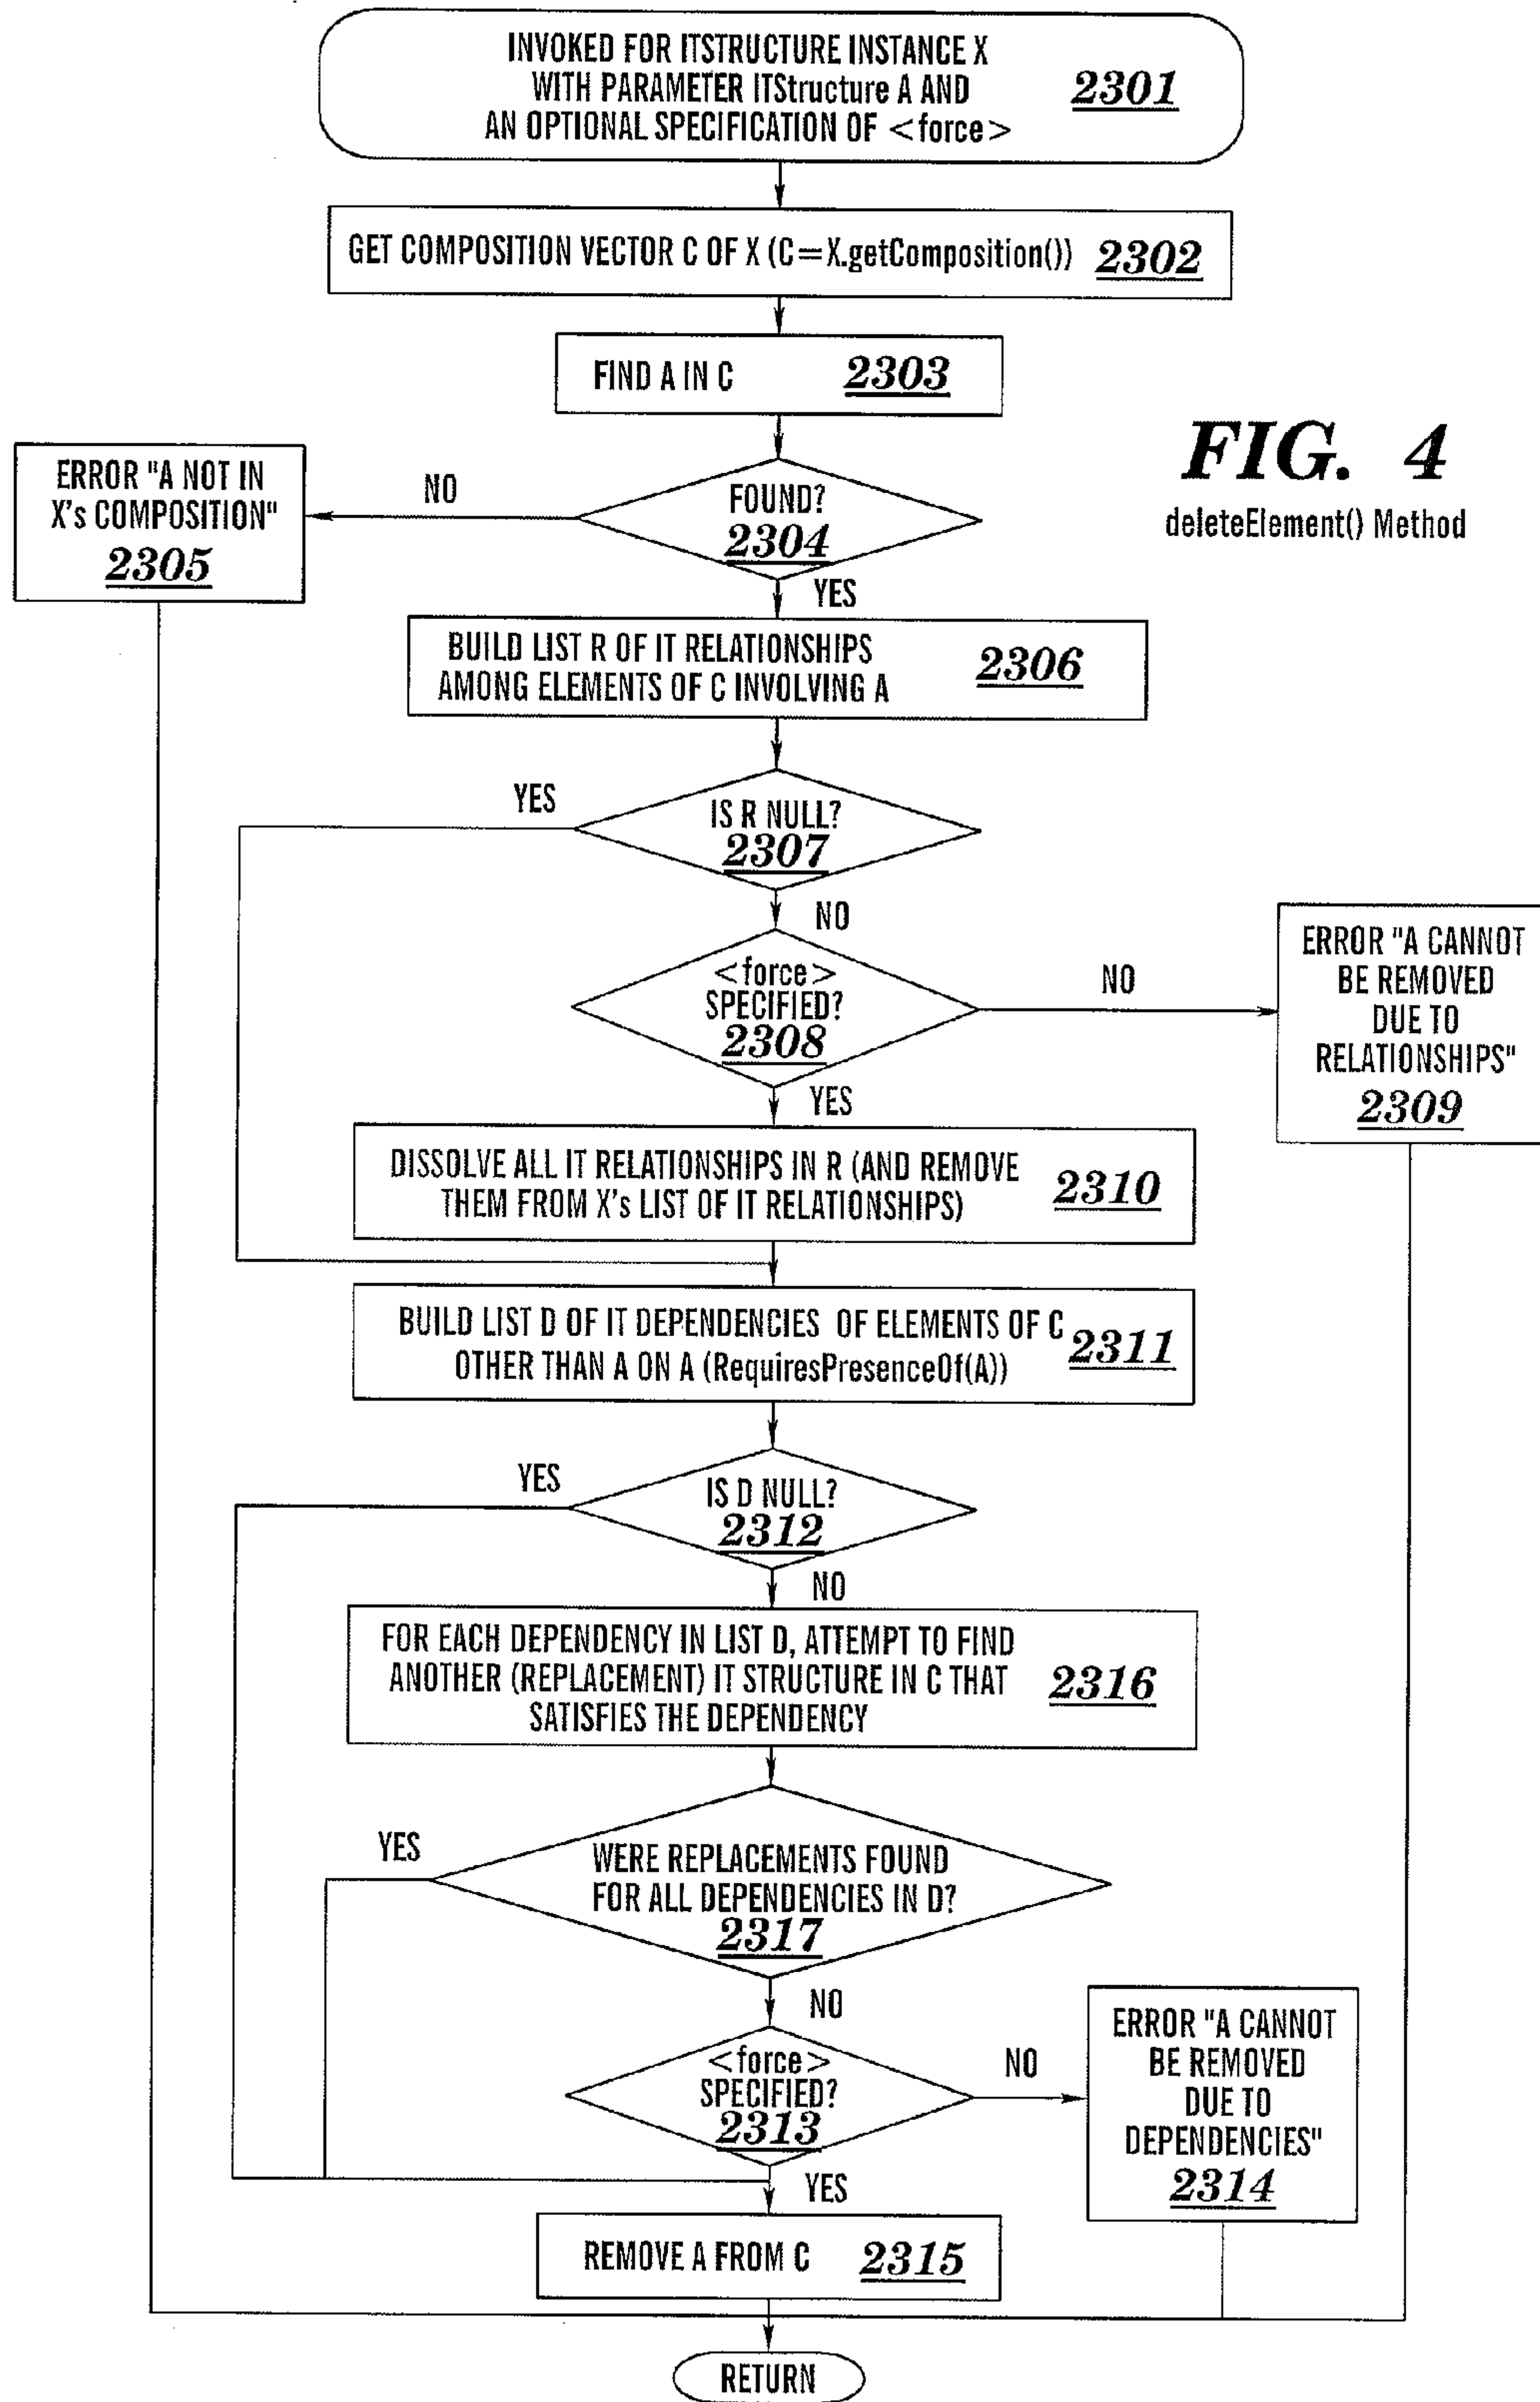 INVOKED FOR ITSTRUCTURE INSTANCE X
WITH PARAMETER ITStructure A AND
AN OPTIONAL SPECIFICATION OF <force>
2301
GET COMPOSITION VECTOR C OF X (C=X.getComposition()) 2302
FIND A IN C 2303
FIG. 4
deleteElement() Method
FOUND?
2304
NO
ERROR "A NOT IN
X's COMPOSITION"
2305
YES
BUILD LIST R OF IT RELATIONSHIPS
AMONG ELEMENTS OF C INVOLVING A
2306
IS R NULL?
2307
YES
NO
<force>
SPECIFIED?
2308
NO
ERROR "A CANNOT
BE REMOVED
DUE TO
RELATIONSHIPS"
2309
YES
DISSOLVE ALL IT RELATIONSHIPS IN R (AND REMOVE
THEM FROM X's LIST OF IT RELATIONSHIPS)
2310
BUILD LIST D OF IT DEPENDENCIES OF ELEMENTS OF C
OTHER THAN A ON A (RequiresPresenceOf(A))
2311
IS D NULL?
2312
YES
NO
FOR EACH DEPENDENCY IN LIST D, ATTEMPT TO FIND
ANOTHER (REPLACEMENT) IT STRUCTURE IN C THAT
SATISFIES THE DEPENDENCY
2316
WERE REPLACEMENTS FOUND
FOR ALL DEPENDENCIES IN D?
2317
YES
NO
<force>
SPECIFIED?
2313
NO
ERROR "A CANNOT
BE REMOVED
DUE TO
DEPENDENCIES"
2314
YES
REMOVE A FROM C 2315
RETURN